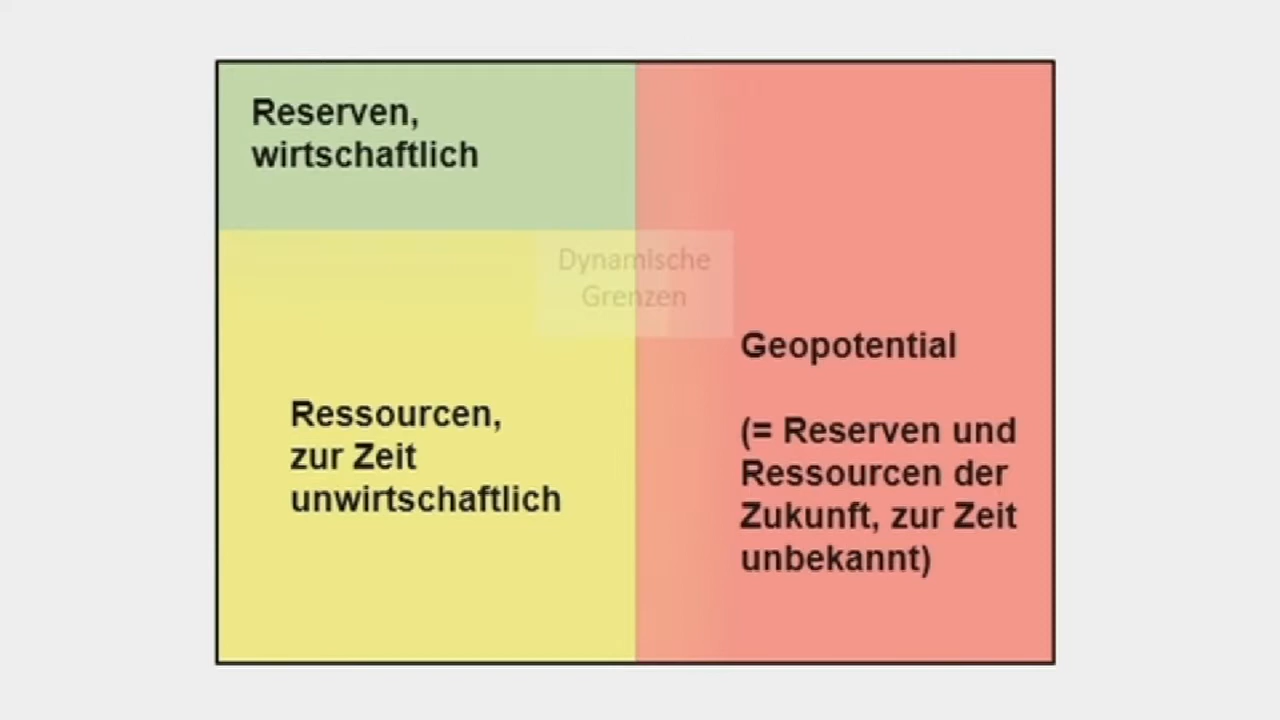 Reserven,
wirtschaftlich
Dynamische
Grenzen
Ressourcen,
zur Zeit
unwirtschaftlich
Geopotential
(= Reserven und
Ressourcen der
Zukunft, zur Zeit
unbekannt)